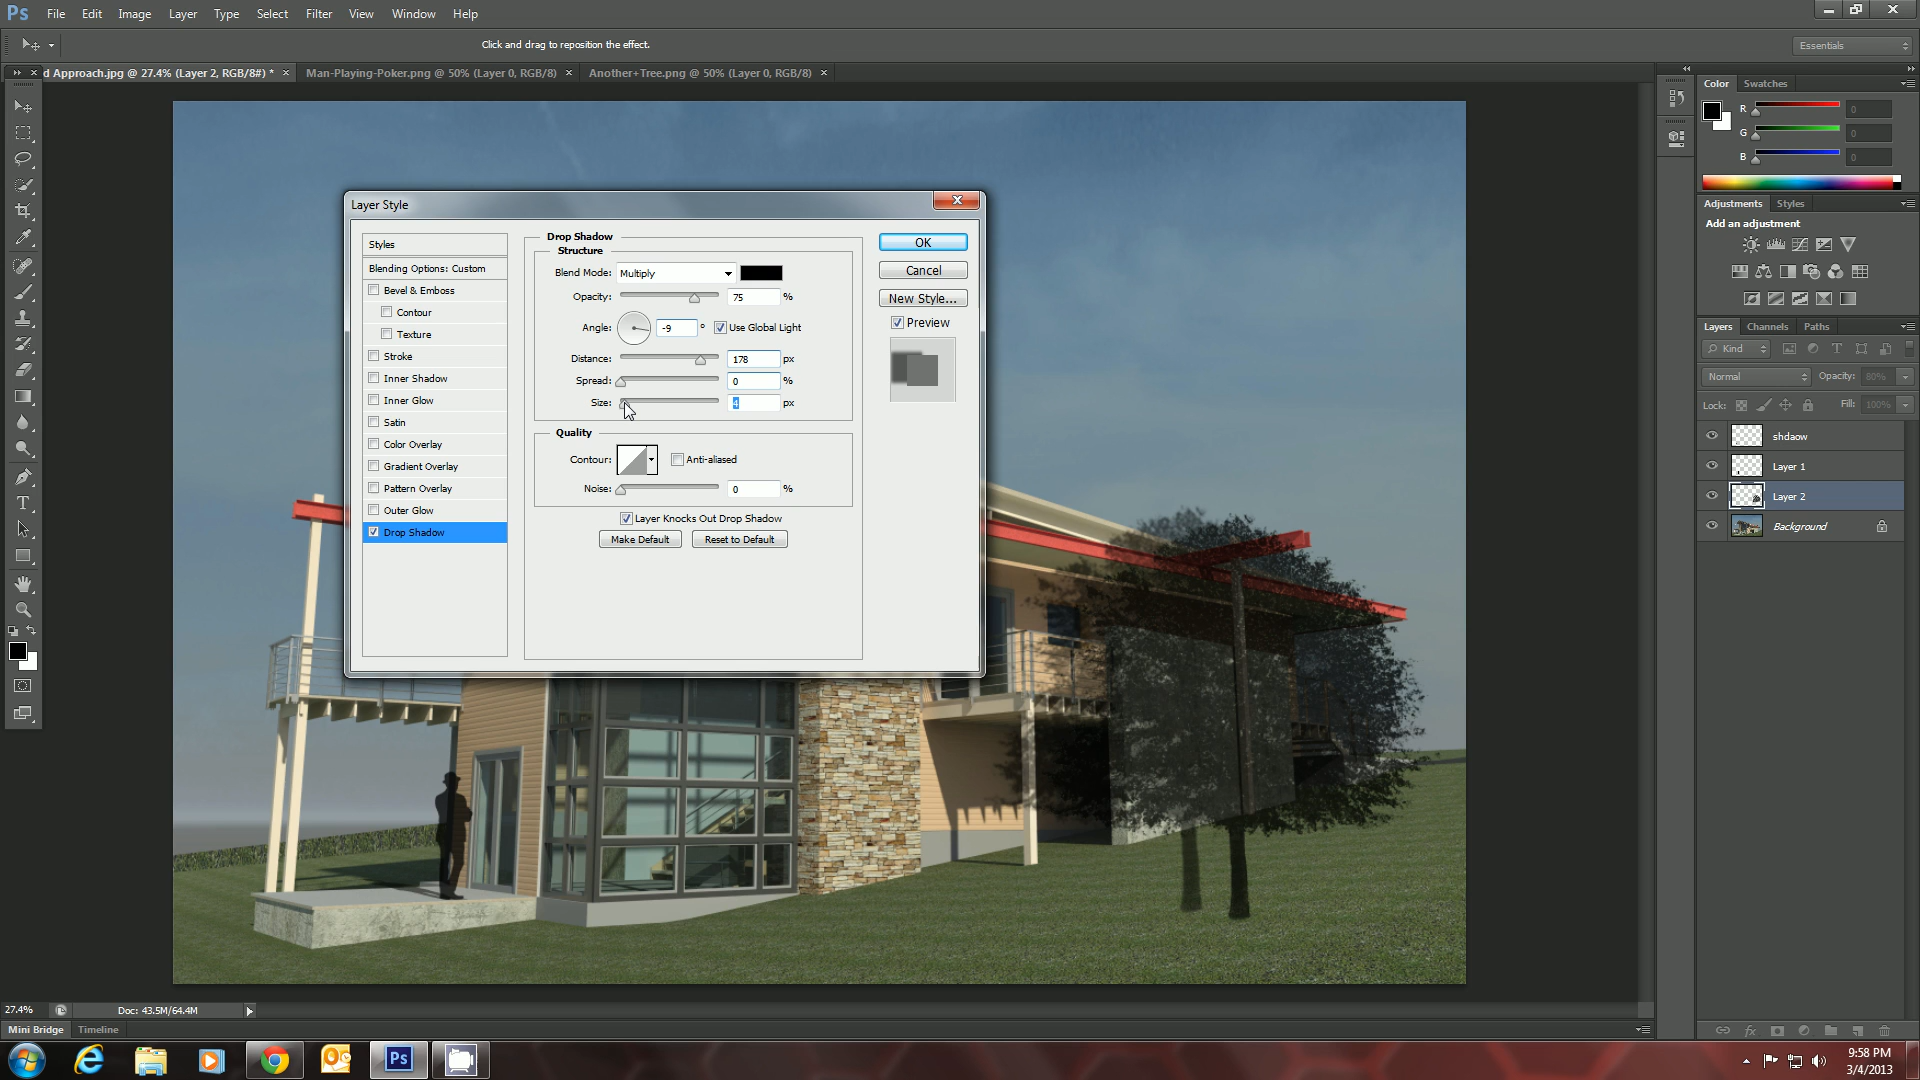 Ps File Edit Image Layer Type Select Filter View Window Help
Click and drag to reposition the effect.
Essentials
d Approach.jpg @ 27.4% (Layer 2, RGB/8#) *
Man-Playing-Poker.png @ 50% (Layer 0, RGB/8)
Another+Tree.png @ 50% (Layer 0, RGB/8)
Layer Style
Styles
Blending Options: Custom
Bevel & Emboss
Contour
Texture
Stroke
Inner Shadow
Inner Glow
Satin
Color Overlay
Gradient Overlay
Pattern Overlay
Outer Glow
Drop Shadow
Drop Shadow
Structure
Blend Mode: Multiply
Opacity: 75 %
Angle: -9 ° Use Global Light
Distance: 178 px
Spread: 0 %
Size: 4 px
Quality
Contour: Anti-aliased
Noise: 0 %
Layer Knocks Out Drop Shadow
Make Default Reset to Default
OK
Cancel
New Style...
Preview
Color Swatches
R 0
G 0
B 0
Adjustments Styles
Add an adjustment
Layers Channels Paths
Kind
Normal Opacity: 80%
Lock: Fill: 100%
shdaow
Layer 1
Layer 2
Background
27.4% Doc: 43.5M/64.4M
Mini Bridge Timeline
Ps
9:58 PM
3/4/2013